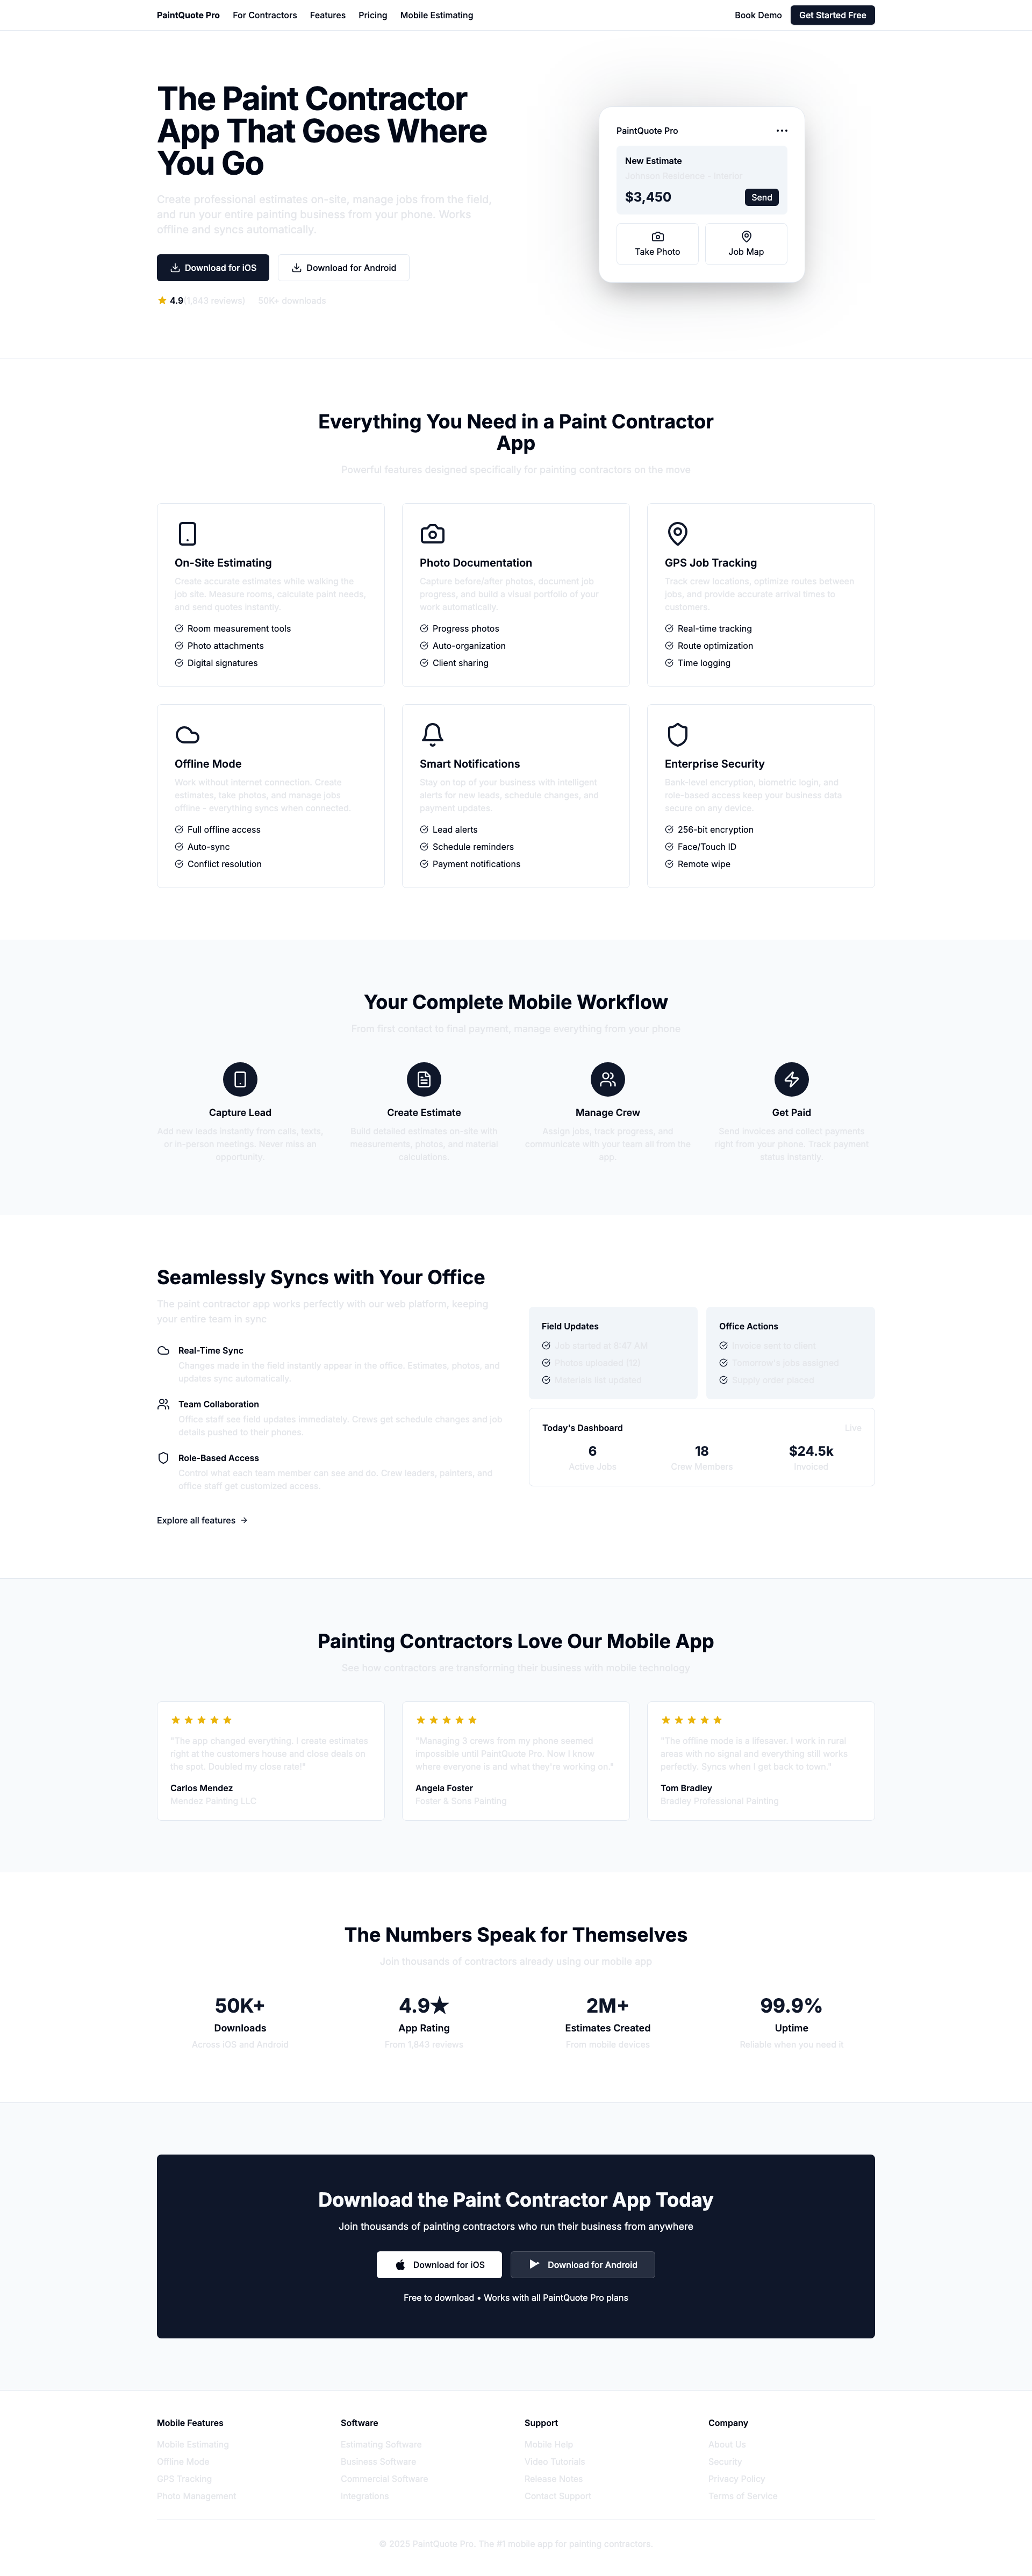 PaintQuote Pro
For Contractors
Features
Pricing
Mobile Estimating
Book Demo
Get Started Free
The Paint Contractor
App That Goes Where
You Go
Create professional estimates on-site, manage jobs from the field,
and run your entire painting business from your phone. Works
offline and syncs automatically.
Download for iOS
Download for Android
4.9 (1,843 reviews)
50K+ downloads
PaintQuote Pro
New Estimate
Johnson Residence - Interior
$3,450
Send
Take Photo
Job Map
Everything You Need in a Paint Contractor
App
Powerful features designed specifically for painting contractors on the move
On-Site Estimating
Create accurate estimates while walking the
job site. Measure rooms, calculate paint needs,
and send quotes instantly.
Room measurement tools
Photo attachments
Digital signatures
Photo Documentation
Capture before/after photos, document job
progress, and build a visual portfolio of your
work automatically.
Progress photos
Auto-organization
Client sharing
GPS Job Tracking
Track crew locations, optimize routes between
jobs, and provide accurate arrival times to
customers.
Real-time tracking
Route optimization
Time logging
Offline Mode
Work without internet connection. Create
estimates, take photos, and manage jobs
offline - everything syncs when connected.
Full offline access
Auto-sync
Conflict resolution
Smart Notifications
Stay on top of your business with intelligent
alerts for new leads, schedule changes, and
payment updates.
Lead alerts
Schedule reminders
Payment notifications
Enterprise Security
Bank-level encryption, biometric login, and
role-based access keep your business data
secure on any device.
256-bit encryption
Face/Touch ID
Remote wipe
Your Complete Mobile Workflow
From first contact to final payment, manage everything from your phone
Capture Lead
Add new leads instantly from calls, texts,
or in-person meetings. Never miss an
opportunity.
Create Estimate
Build detailed estimates on-site with
measurements, photos, and material
calculations.
Manage Crew
Assign jobs, track progress, and
communicate with your team all from the
app.
Get Paid
Send invoices and collect payments
right from your phone. Track payment
status instantly.
Seamlessly Syncs with Your Office
The paint contractor app works perfectly with our web platform, keeping
your entire team in sync.
Real-Time Sync
Changes made in the field instantly appear in the office. Estimates, photos, and
updates sync automatically.
Team Collaboration
Office staff see field updates immediately. Crews get schedule changes and job
details pushed to their phones.
Role-Based Access
Control what each team member can see and do. Crew leaders, painters, and
office staff get customized access.
Explore all features
Field Updates
Job started at 8:47 AM
Photos uploaded (12)
Materials list updated
Office Actions
Invoice sent to client
Tomorrow's jobs assigned
Supply order placed
Today's Dashboard
Live
6
Active Jobs
18
Crew Members
$24.5k
Invoiced
Painting Contractors Love Our Mobile App
See how contractors are transforming their business with mobile technology
"The app changed everything. I create estimates
right at the customers house and close deals on
the spot. Doubled my close rate!"
Carlos Mendez
Mendez Painting LLC
"Managing 3 crews from my phone seemed
impossible until PaintQuote Pro. Now I know
where everyone is and what they're working on."
Angela Foster
Foster & Sons Painting
"The offline mode is a lifesaver. I work in rural
areas with no signal and everything still works
perfectly. Syncs when I get back to town."
Tom Bradley
Bradley Professional Painting
The Numbers Speak for Themselves
Join thousands of contractors already using our mobile app
50K+
Downloads
Across iOS and Android
4.9★
App Rating
From 1,843 reviews
2M+
Estimates Created
From mobile devices
99.9%
Uptime
Reliable when you need it
Download the Paint Contractor App Today
Join thousands of painting contractors who run their business from anywhere
Download for iOS
Download for Android
Free to download • Works with all PaintQuote Pro plans
Mobile Features
Mobile Estimating
Offline Mode
GPS Tracking
Photo Management
Software
Estimating Software
Business Software
Commercial Software
Integrations
Support
Mobile Help
Video Tutorials
Release Notes
Contact Support
Company
About Us
Security
Privacy Policy
Terms of Service
© 2025 PaintQuote Pro. The #1 mobile app for painting contractors.